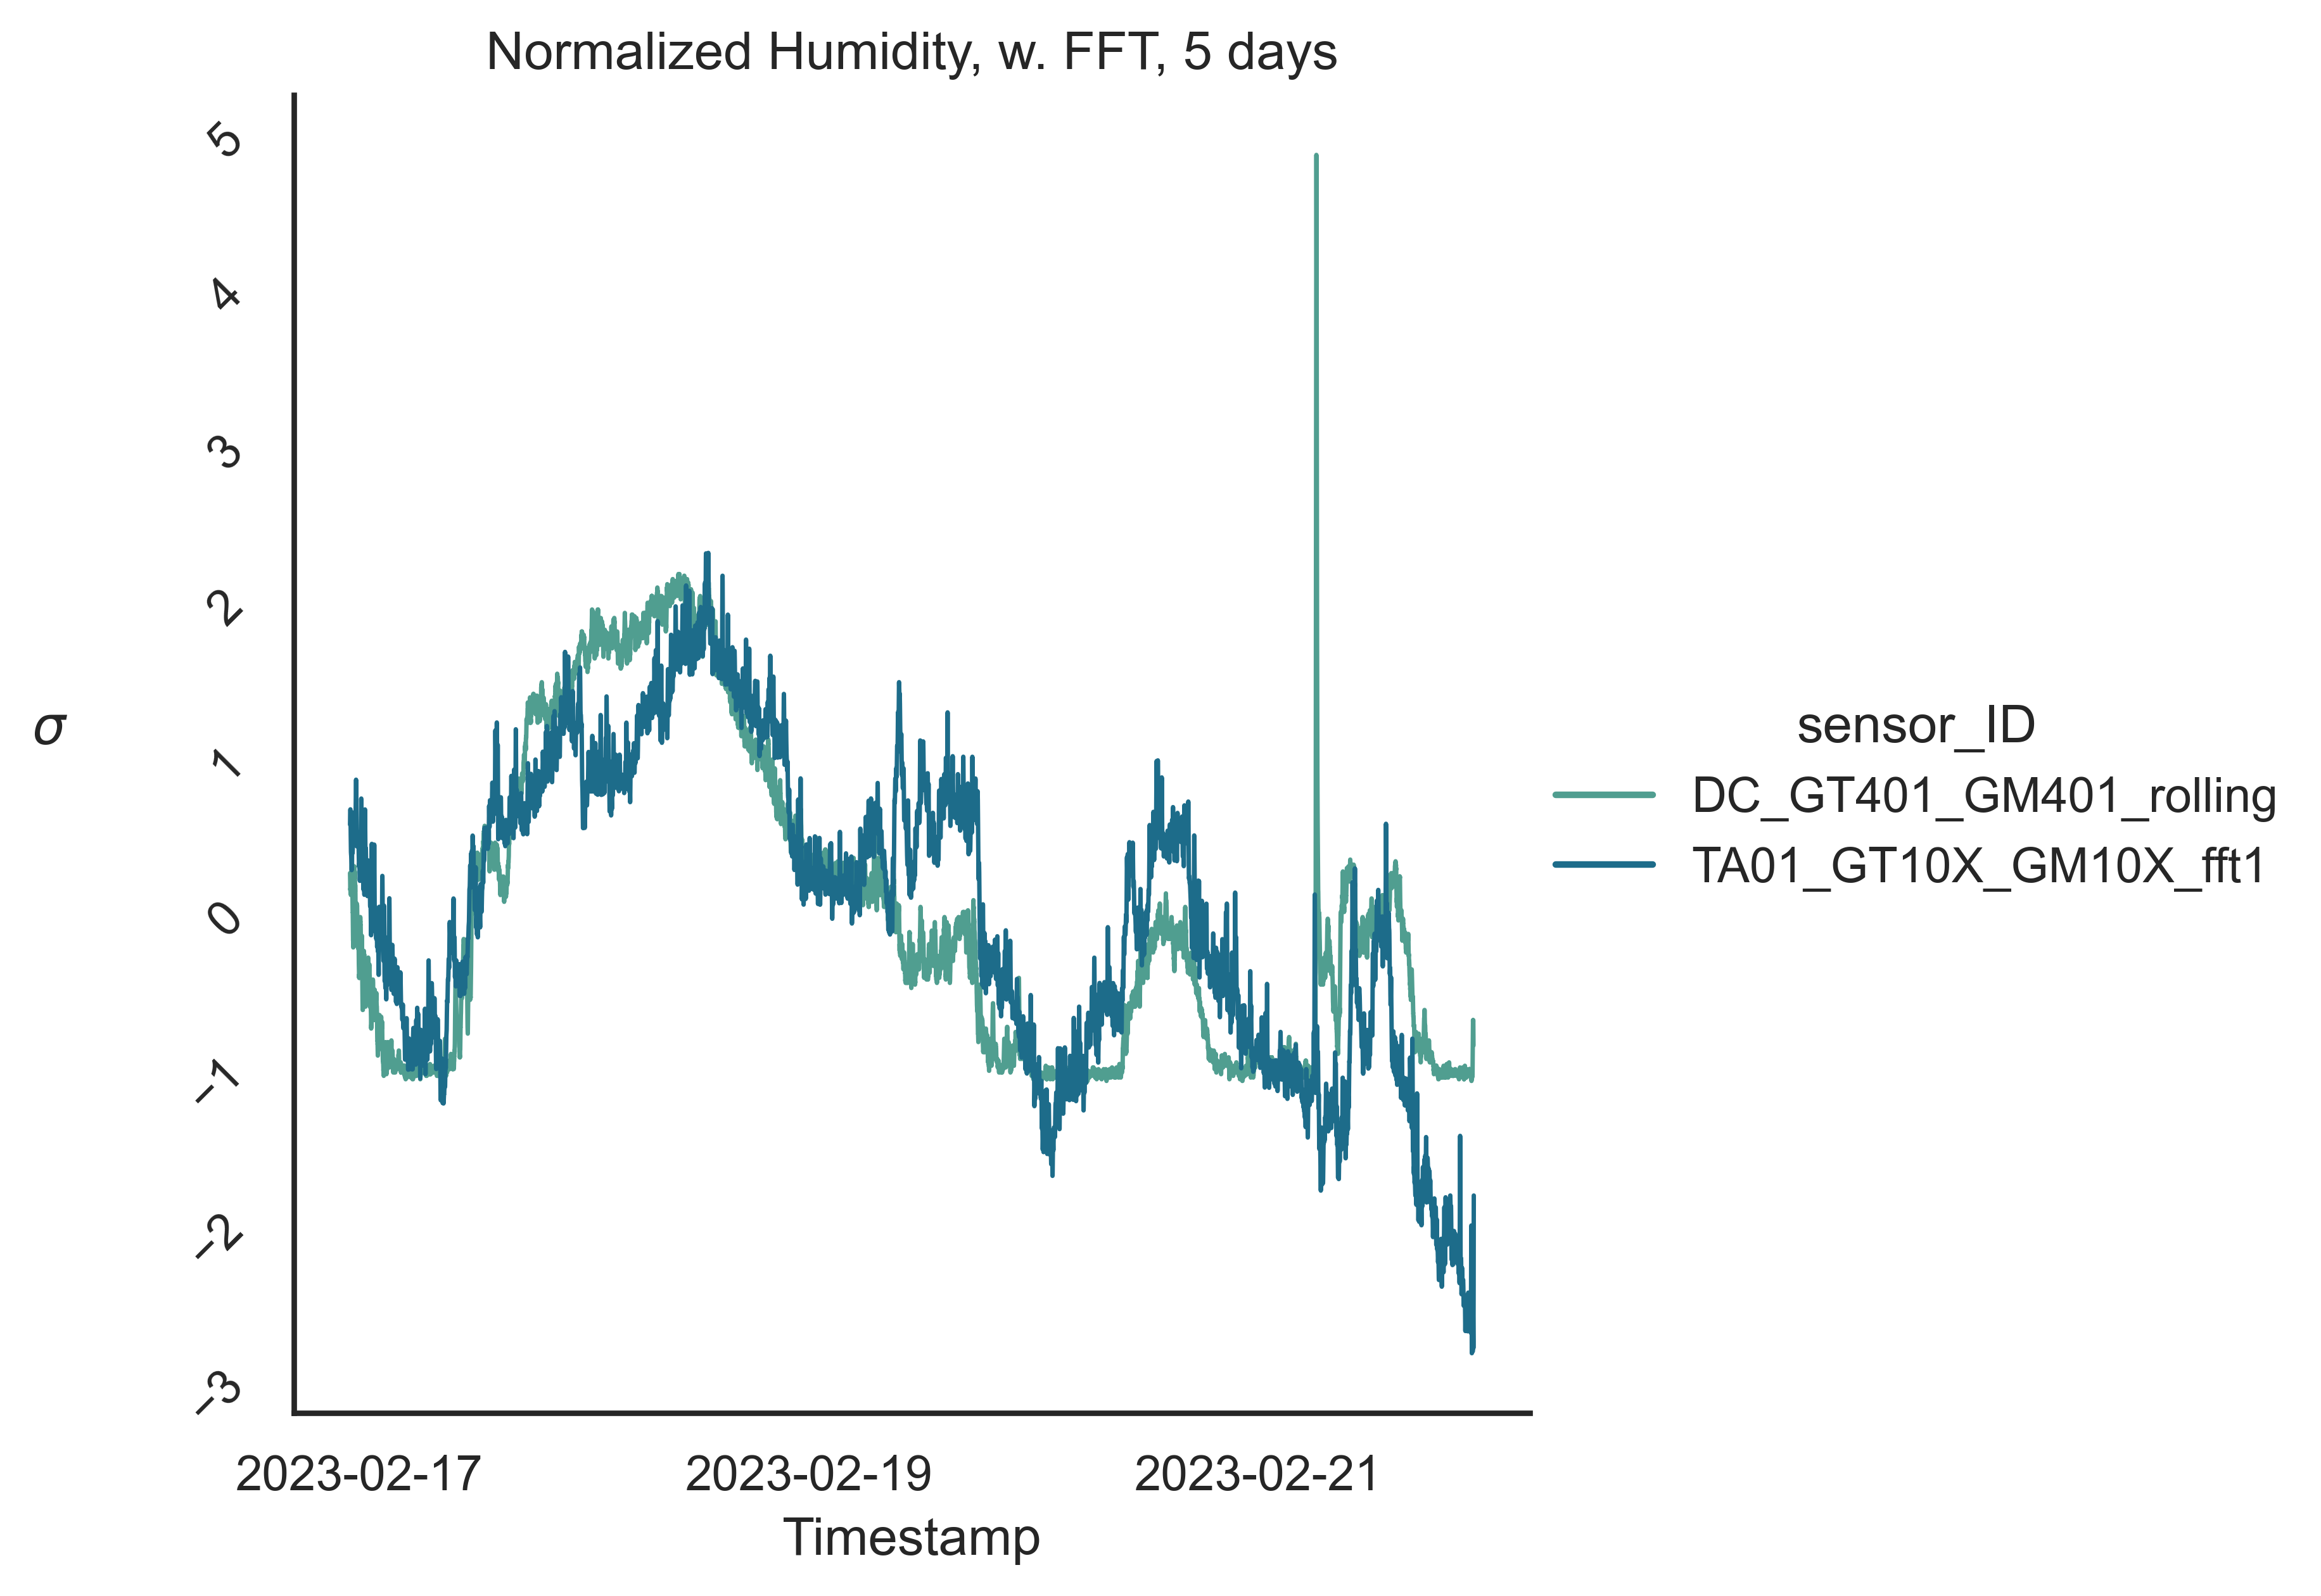 Normalized Humidity, w. FFT, 5 days
5
4
3
2
1
0
−1
−2
−3
σ
2023-02-17
2023-02-19
2023-02-21
Timestamp
sensor_ID
DC_GT401_GM401_rolling
TA01_GT10X_GM10X_fft1